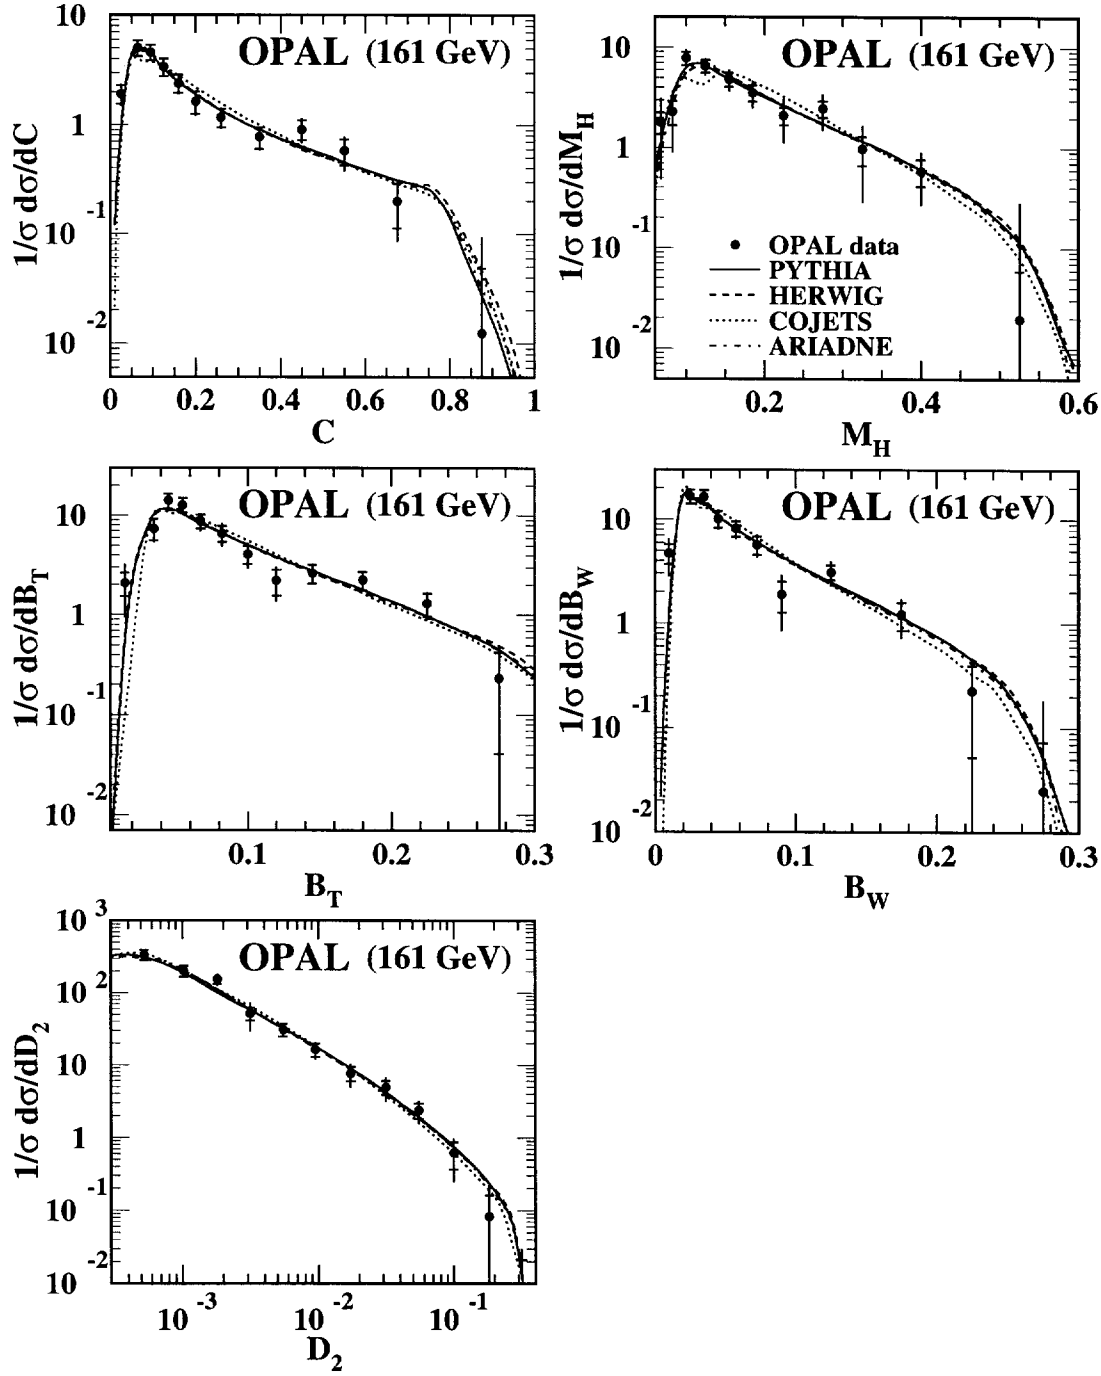 OPAL (161 GeV)
1/σ dσ/dC
10
1
10 -1
10 -2
0 0.2 0.4 0.6 0.8 1
C
OPAL (161 GeV)
1/σ dσ/dM_H
10
1
10 -1
10 -2
OPAL data
PYTHIA
HERWIG
COJETS
ARIADNE
0.2 0.4 0.6
M_H
OPAL (161 GeV)
1/σ dσ/dB_T
10
1
10 -1
10 -2
0.1 0.2 0.3
B_T
OPAL (161 GeV)
1/σ dσ/dB_W
10
1
10 -1
10 -2
0 0.1 0.2 0.3
B_W
OPAL (161 GeV)
1/σ dσ/dD_2
10 3
10 2
10
1
10 -1
10 -2
10 -3 10 -2 10 -1
D_2